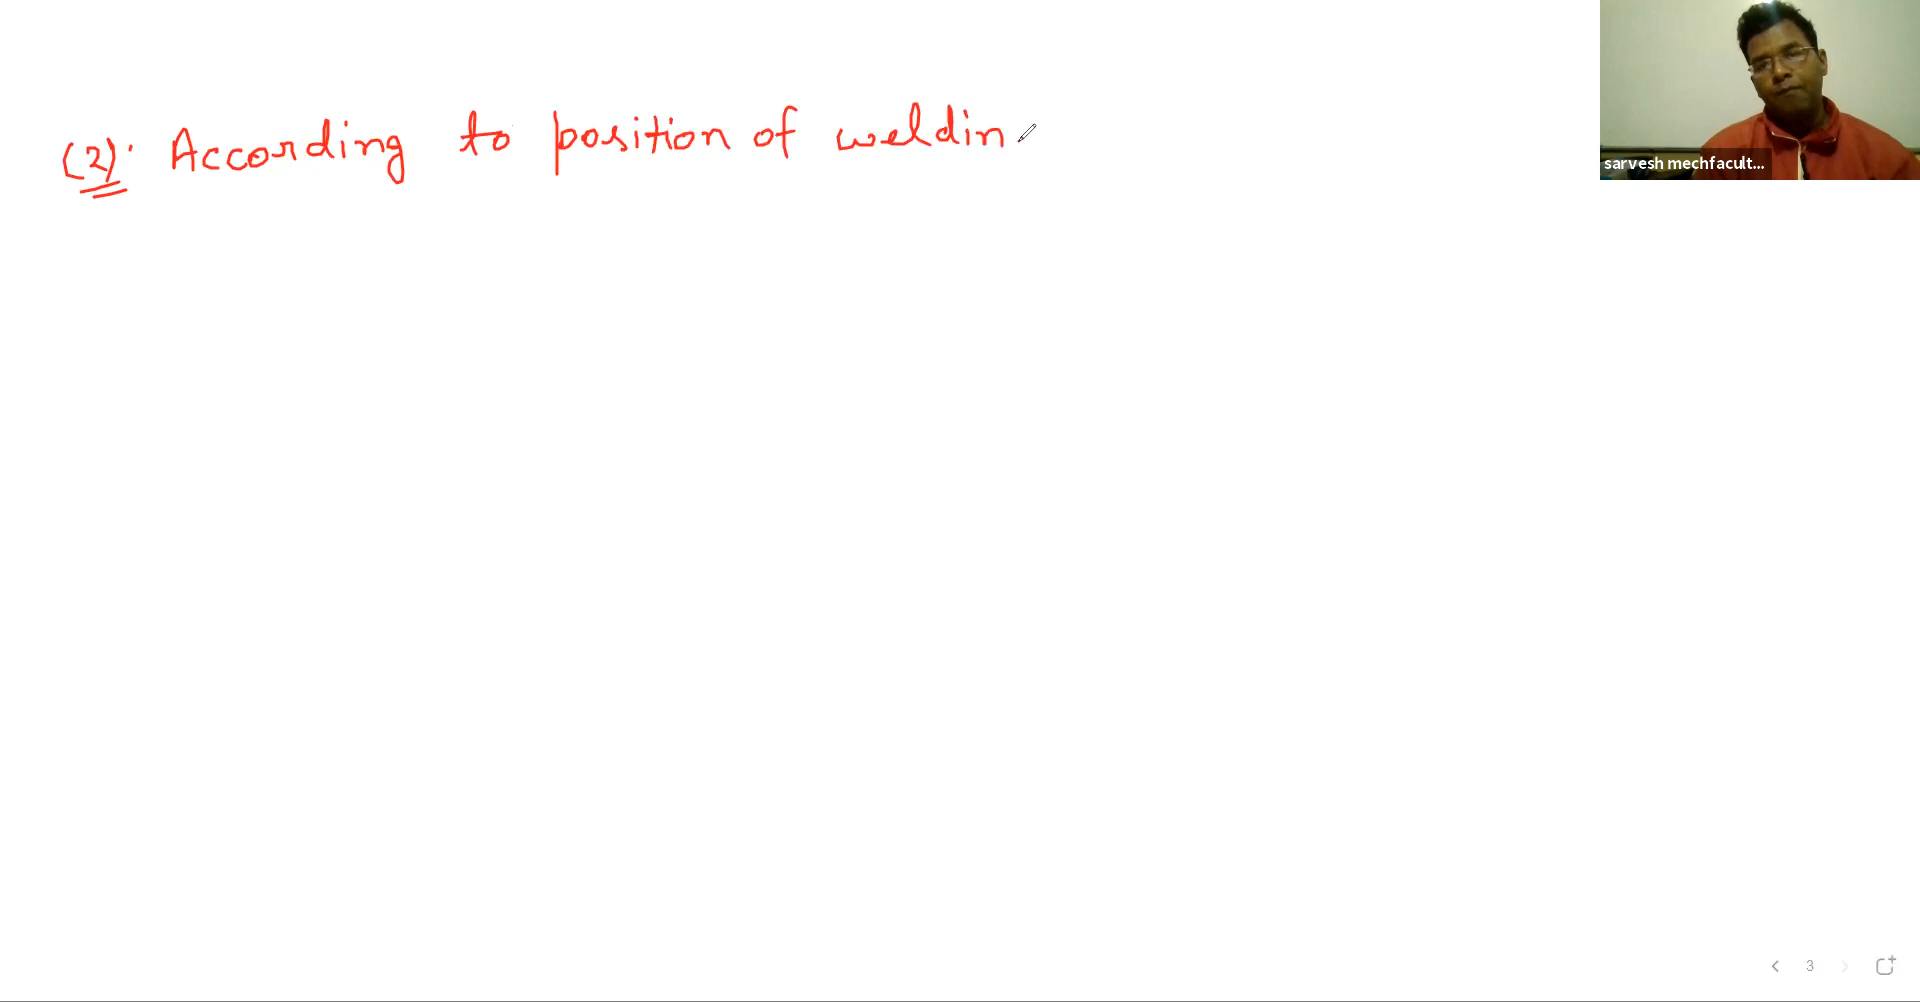 (2). According to position of weldin
sarvesh mechfacult...
3